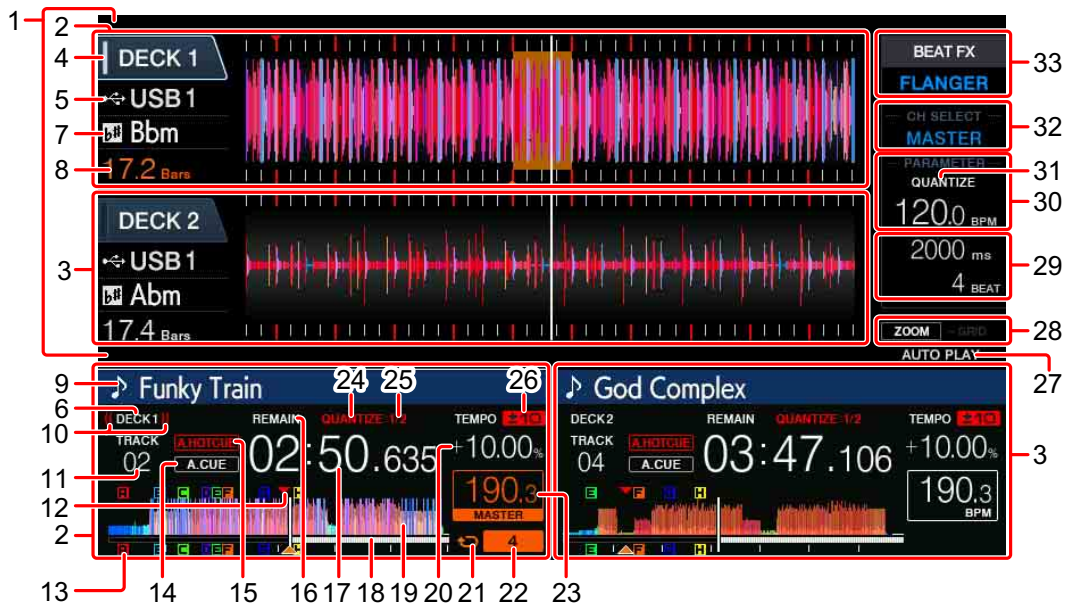 1
2
4 DECK 1 BEAT FX 33
FLANGER
5 USB 1
CH SELECT 32
MASTER
7 b# Bbm
PARAMETER 31
8 17.2 Bars QUANTIZE
120.0 BPM 30
DECK 2
2000 ms 29
3 USB 1
4 BEAT
b# Abm
17.4 Bars ZOOM GRID 28
AUTO PLAY 27
9 Funky Train 24 25 26 God Complex
6 DECK1 REMAIN QUANTIZE 1/2 TEMPO ±10 DECK2 REMAIN QUANTIZE 1/2 TEMPO ±10
10
TRACK A.HOTCUE 02:50.635 +10.00% TRACK A.HOTCUE 03:47.106 +10.00% 3
11 02 A.CUE 04 A.CUE
12 190.3 190.3
MASTER BPM
2
4
13 14 15 16 17 18 19 20 21 22 23